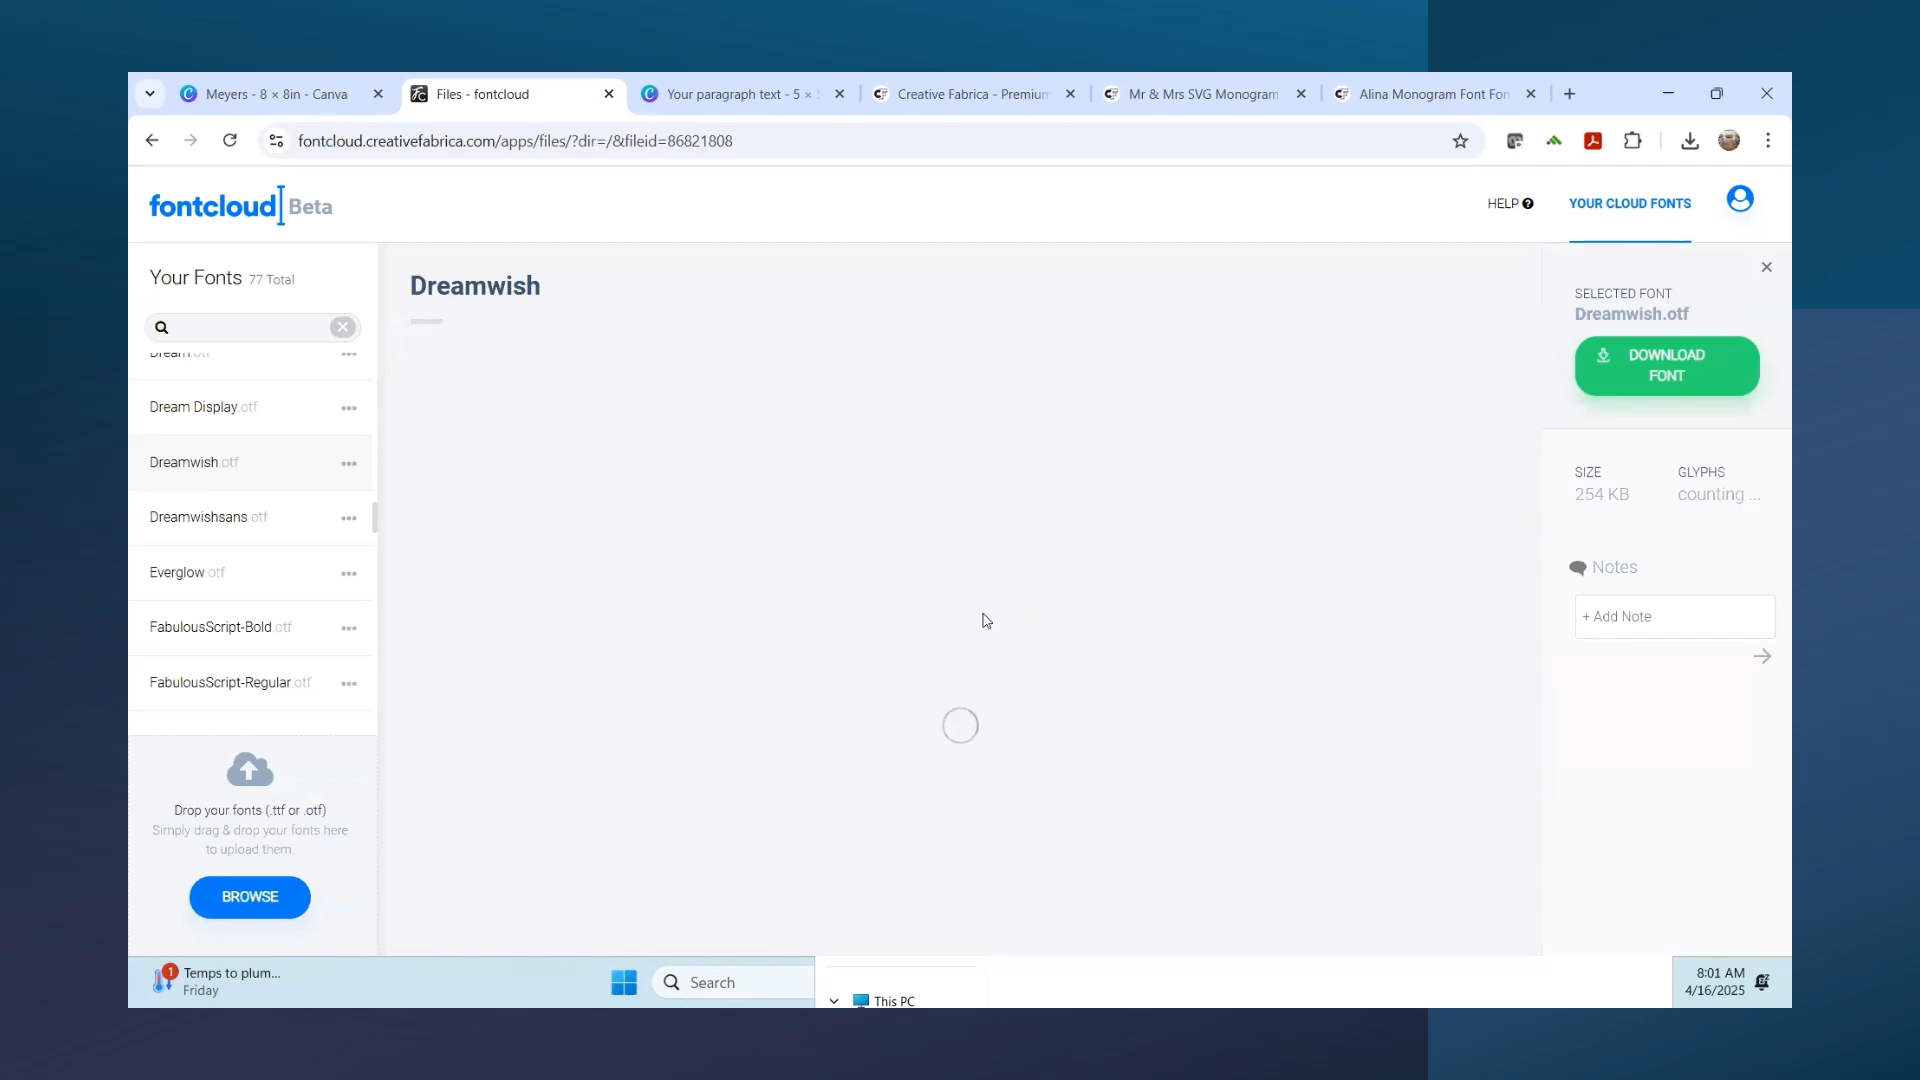 Meyers - 8 × 8in - Canva
Files - fontcloud
Your paragraph text - 5 ×
Creative Fabrica - Premium
Mr & Mrs SVG Monogram
Alina Monogram Font Fon
fontcloud.creativefabrica.com/apps/files/?dir=/&fileid=86821808
fontcloud Beta
HELP
YOUR CLOUD FONTS
Your Fonts 77 Total
Dream.otf
Dream Display.otf
Dreamwish.otf
Dreamwishsans.otf
Everglow.otf
FabulousScript-Bold.otf
FabulousScript-Regular.otf
Drop your fonts (.ttf or .otf)
Simply drag & drop your fonts here
to upload them.
BROWSE
Dreamwish
SELECTED FONT
Dreamwish.otf
DOWNLOAD
FONT
SIZE
GLYPHS
254 KB
counting ...
Notes
+ Add Note
1
Temps to plum...
Friday
Search
This PC
8:01 AM
4/16/2025